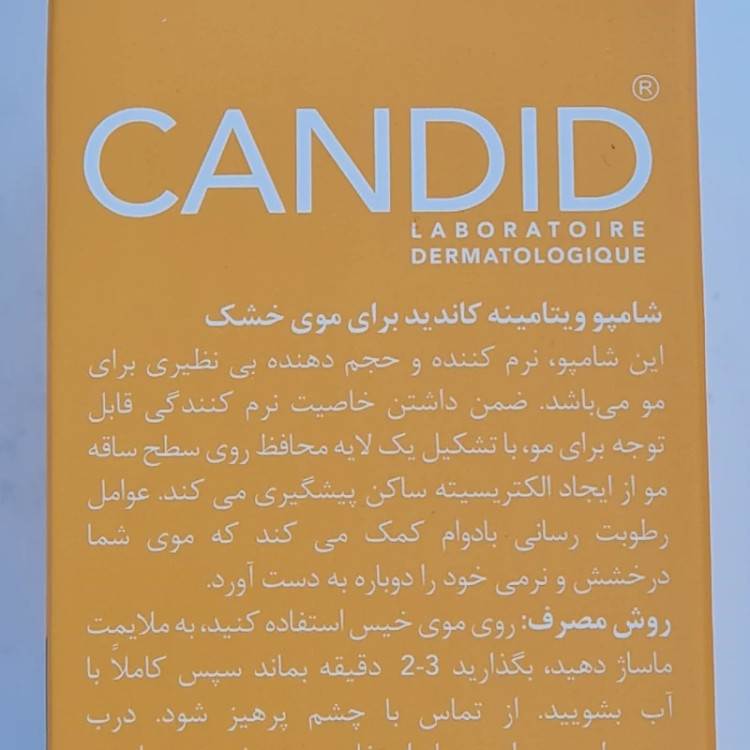 CANDID®
LABORATOIRE
DERMATOLOGIQUE
شامپو ویتامینه کاندید برای موی خشک
این شامپو، نرم کننده و حجم دهنده بی نظیری برای
مو می‌باشد. ضمن داشتن خاصیت نرم کنندگی قابل
توجه برای مو، با تشکیل یک لایه محافظ روی سطح ساقه
مو از ایجاد الکتریسیته ساکن پیشگیری می کند. عوامل
رطوبت رسانی بادوام کمک می کند که موی شما
درخشش و نرمی خود را دوباره به دست آورد.
روش مصرف: روی موی خیس استفاده کنید، به ملایمت
ماساژ دهید، بگذارید 3-2 دقیقه بماند سپس کاملاً با
آب بشویید. از تماس با چشم پرهیز شود. درب